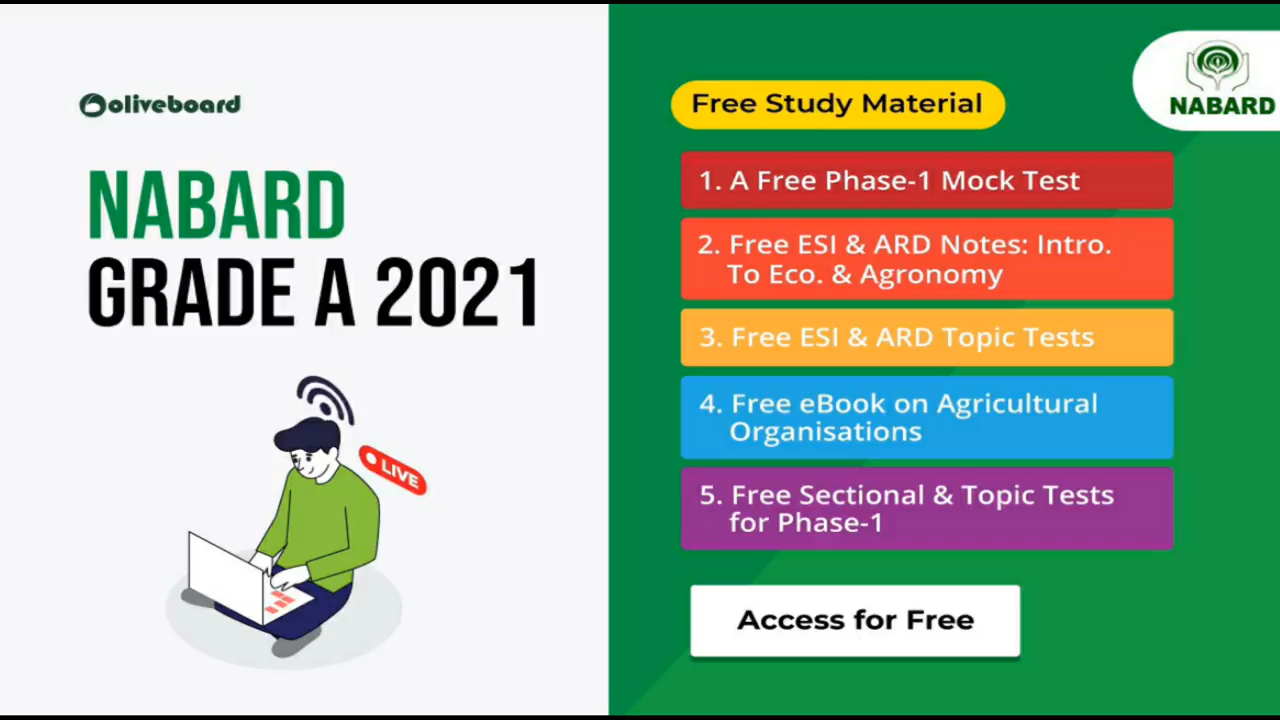 oliveboard
NABARD
GRADE A 2021
LIVE
NABARD
Free Study Material
1. A Free Phase-1 Mock Test
2. Free ESI & ARD Notes: Intro.
To Eco. & Agronomy
3. Free ESI & ARD Topic Tests
4. Free eBook on Agricultural
Organisations
5. Free Sectional & Topic Tests
for Phase-1
Access for Free